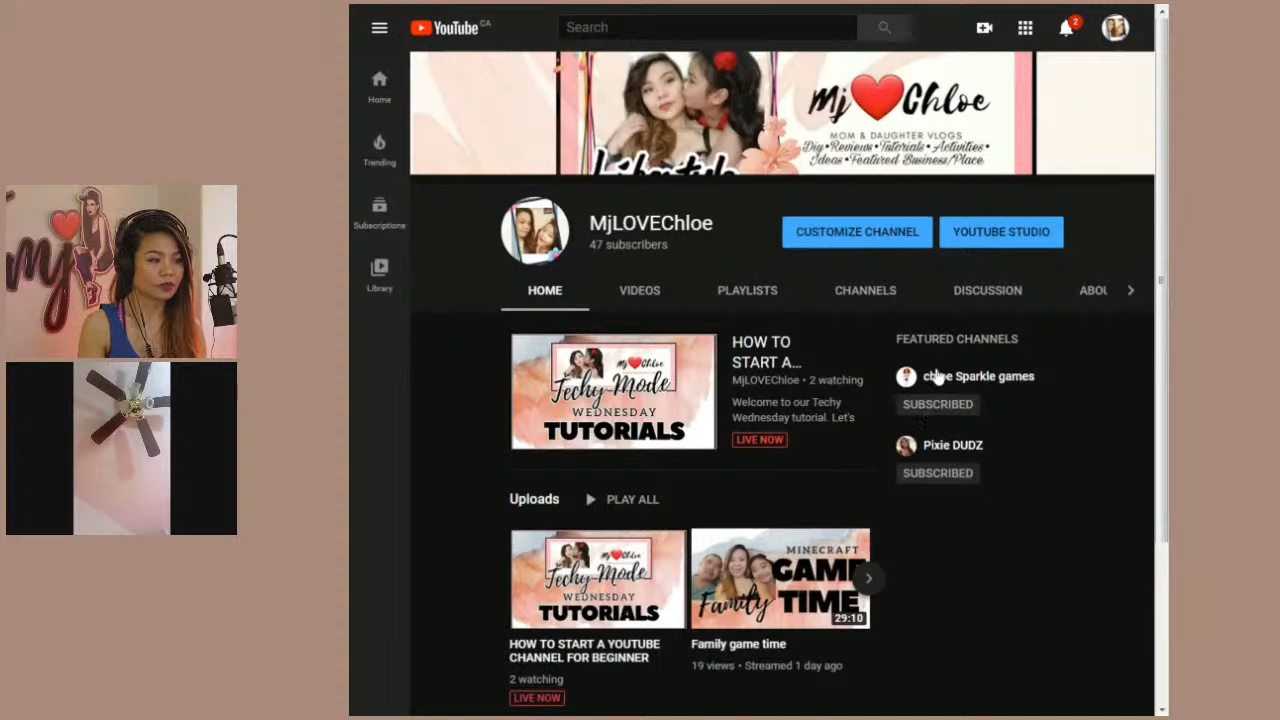 YouTube CA
Search
2
Home
Trending
Subscriptions
Library
Mj Chloe
MOM & DAUGHTER VLOGS
Diy • Reviews • Tutorials • Activities •
Ideas • Featured Business/Place
Mj
MjLOVEChloe
47 subscribers
CUSTOMIZE CHANNEL
YOUTUBE STUDIO
HOME
VIDEOS
PLAYLISTS
CHANNELS
DISCUSSION
ABOU
Mj Chloe
Techy-Mode
WEDNESDAY
TUTORIALS
HOW TO
START A...
MjLOVEChloe • 2 watching
Welcome to our Techy
Wednesday tutorial. Let's
LIVE NOW
FEATURED CHANNELS
chloe Sparkle games
SUBSCRIBED
Pixie DUDZ
SUBSCRIBED
Uploads
PLAY ALL
Mj Chloe
Techy-Mode
WEDNESDAY
TUTORIALS
HOW TO START A YOUTUBE
CHANNEL FOR BEGINNER
2 watching
LIVE NOW
MINECRAFT
GAME
Family TIME
29:10
Family game time
19 views • Streamed 1 day ago